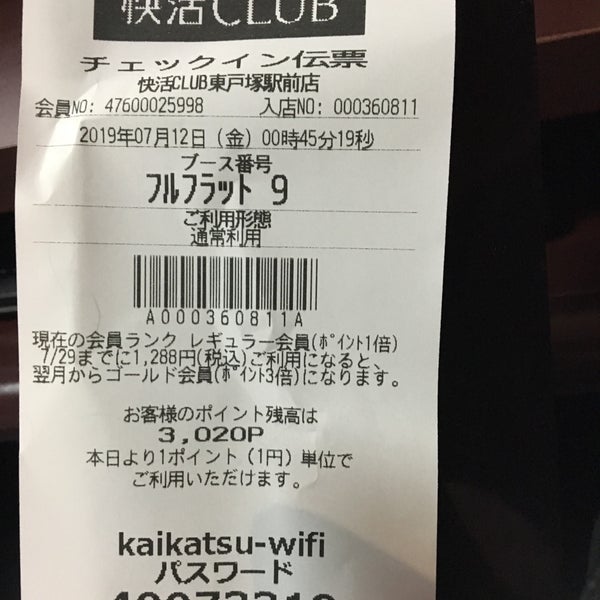 快活CLUB
チェックイン伝票
快活CLUB東戸塚駅前店
会員NO: 47600025998 入店NO: 000360811
2019年07月12日（金）00時45分19秒
ブース番号
ﾌﾙﾌﾗｯﾄ 9
ご利用形態
通常利用
A000360811A
現在の会員ランク レギュラー会員(ﾎﾟｲﾝﾄ1倍)
7/29までに1,288円(税込)ご利用になると、
翌月からゴールド会員(ﾎﾟｲﾝﾄ3倍)になります。
お客様のポイント残高は
3,020P
本日より1ポイント（1円）単位で
ご利用いただけます。
kaikatsu-wifi
パスワード